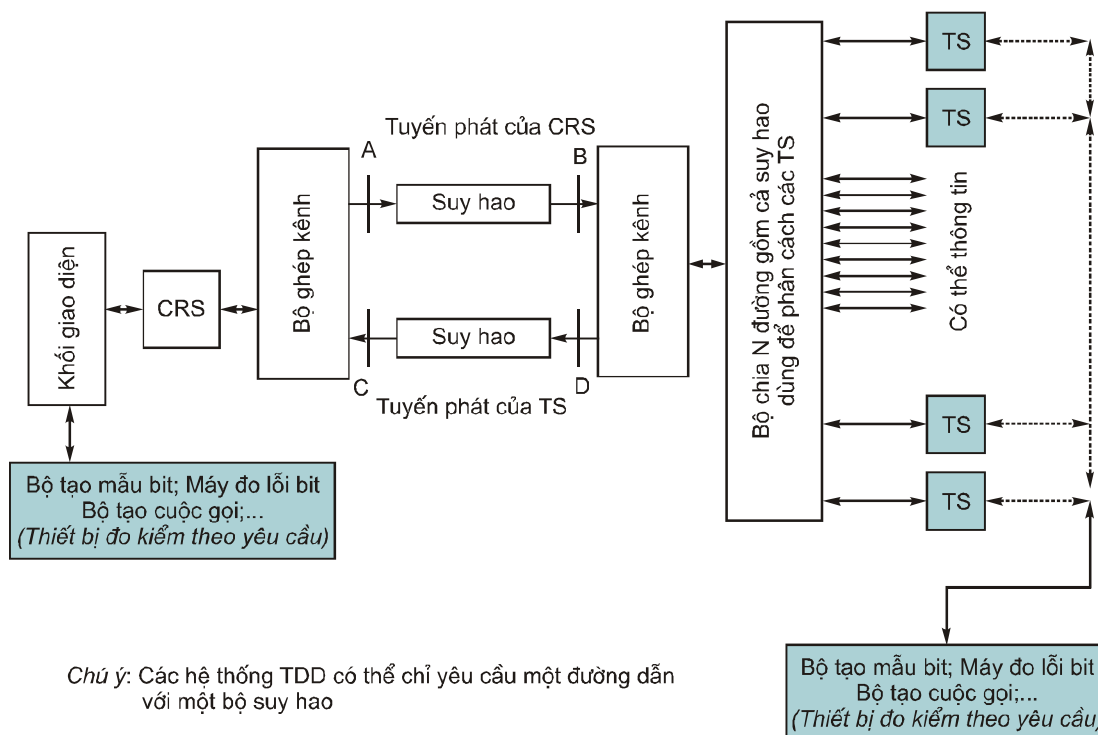 Tuyến phát của CRS
A
B
Bộ ghép kênh
Suy hao
Bộ ghép kênh
Khối giao diện
CRS
Suy hao
C
D
Tuyến phát của TS
Bộ chia N đường gồm cả suy hao
dùng để phân cách các TS
TS
TS
Có thể thông tin
TS
TS
Bộ tạo mẫu bit; Máy đo lỗi bit
Bộ tạo cuộc gọi;...
(Thiết bị đo kiểm theo yêu cầu)
Chú ý: Các hệ thống TDD có thể chỉ yêu cầu một đường dẫn
với một bộ suy hao
Bộ tạo mẫu bit; Máy đo lỗi bit
Bộ tạo cuộc gọi;...
(Thiết bị đo kiểm theo yêu cầu)